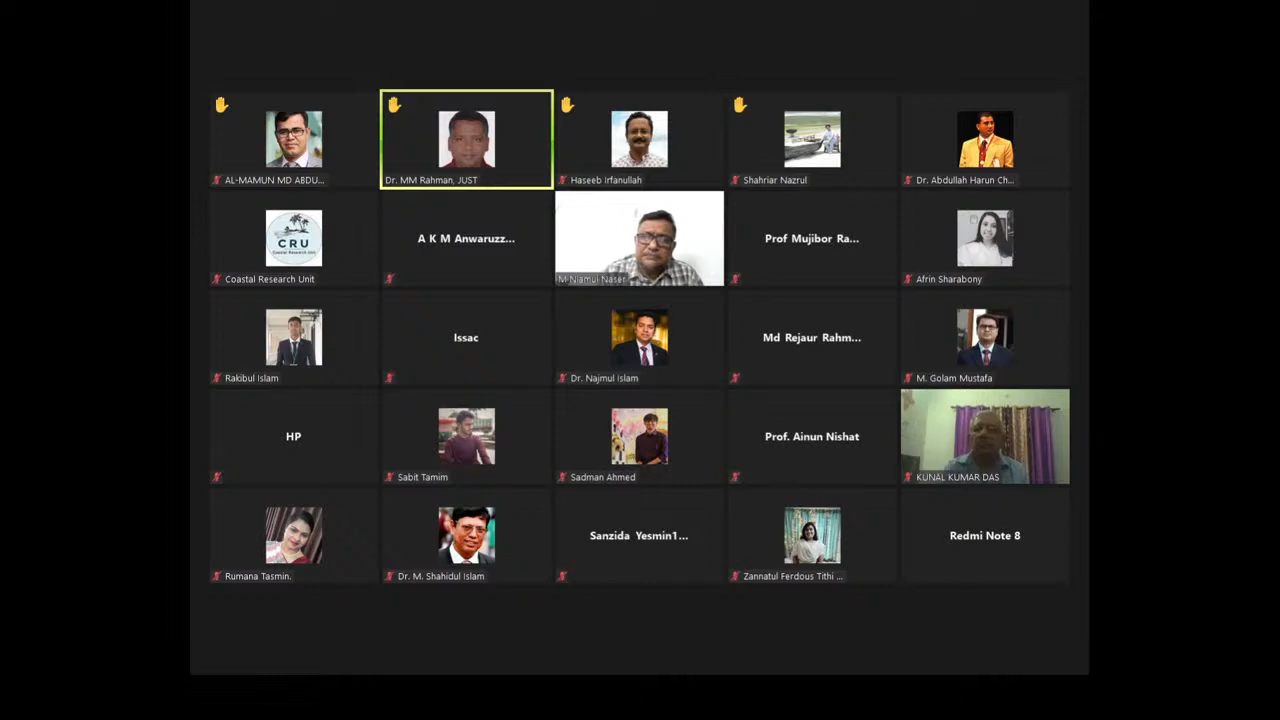 AL-MAMUN MD ABDU...
Dr. MM Rahman, JUST
Haseeb Irfanullah
Shahriar Nazrul
Dr. Abdullah Harun Ch...
CRU
Coastal Research Unit
Coastal Research Unit
A K M Anwaruzz...
M Niamul Naser
Prof Mujibor Ra...
Afrin Sharabony
Rakibul Islam
Issac
Dr. Najmul Islam
Md Rejaur Rahm...
M. Golam Mustafa
HP
Sabit Tamim
Sadman Ahmed
Prof. Ainun Nishat
KUNAL KUMAR DAS
Rumana Tasmin.
Dr. M. Shahidul Islam
Sanzida Yesmin1...
Zannatul Ferdous Tithi ...
Redmi Note 8